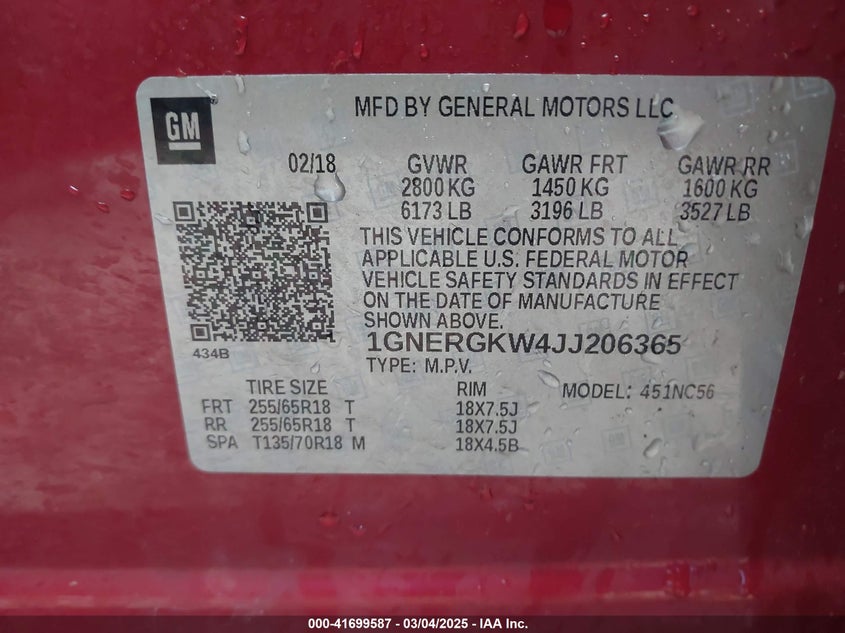 GM
MFD BY GENERAL MOTORS LLC
02/18 GVWR GAWR FRT GAWR RR
2800 KG 1450 KG 1600 KG
6173 LB 3196 LB 3527 LB
THIS VEHICLE CONFORMS TO ALL
APPLICABLE U.S. FEDERAL MOTOR
VEHICLE SAFETY STANDARDS IN EFFECT
ON THE DATE OF MANUFACTURE
SHOWN ABOVE.
434B
1GNERGKW4JJ206365
TYPE: M.P.V.
TIRE SIZE RIM MODEL: 451NC56
FRT 255/65R18 T 18X7.5J
RR 255/65R18 T 18X7.5J
SPA T135/70R18 M 18X4.5B
000-41699587 - 03/04/2025 - IAA Inc.